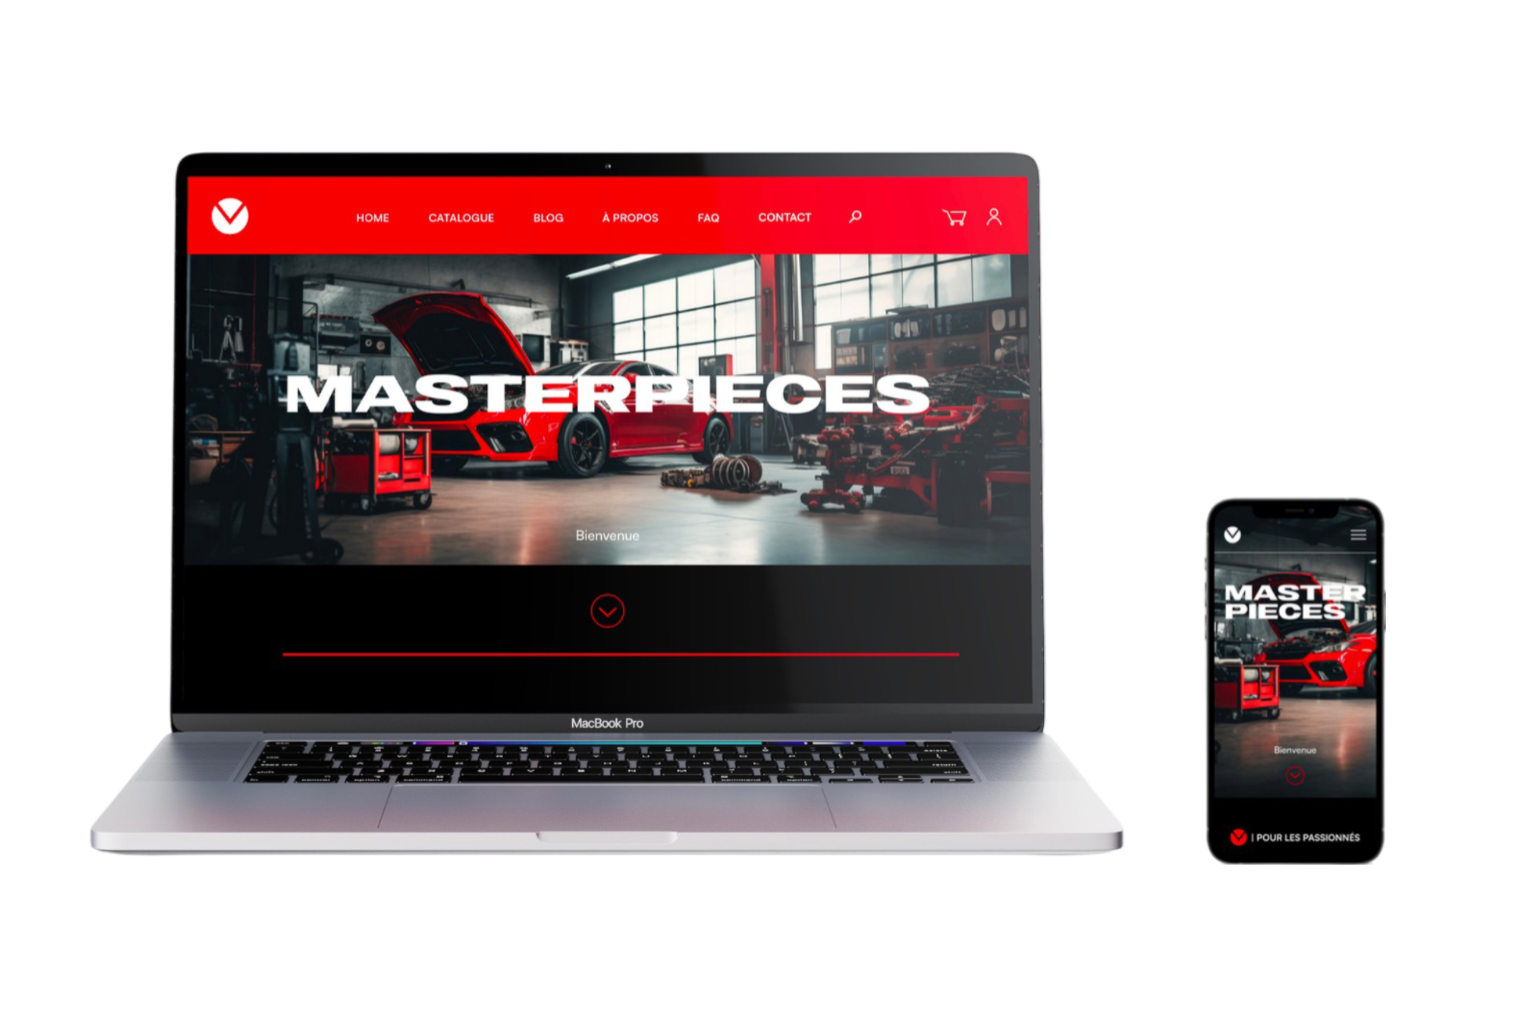 HOME CATALOGUE BLOG À PROPOS FAQ CONTACT
MASTERPIECES
Bienvenue
MacBook Pro
MASTER
PIECES
Bienvenue
| POUR LES PASSIONNÉS